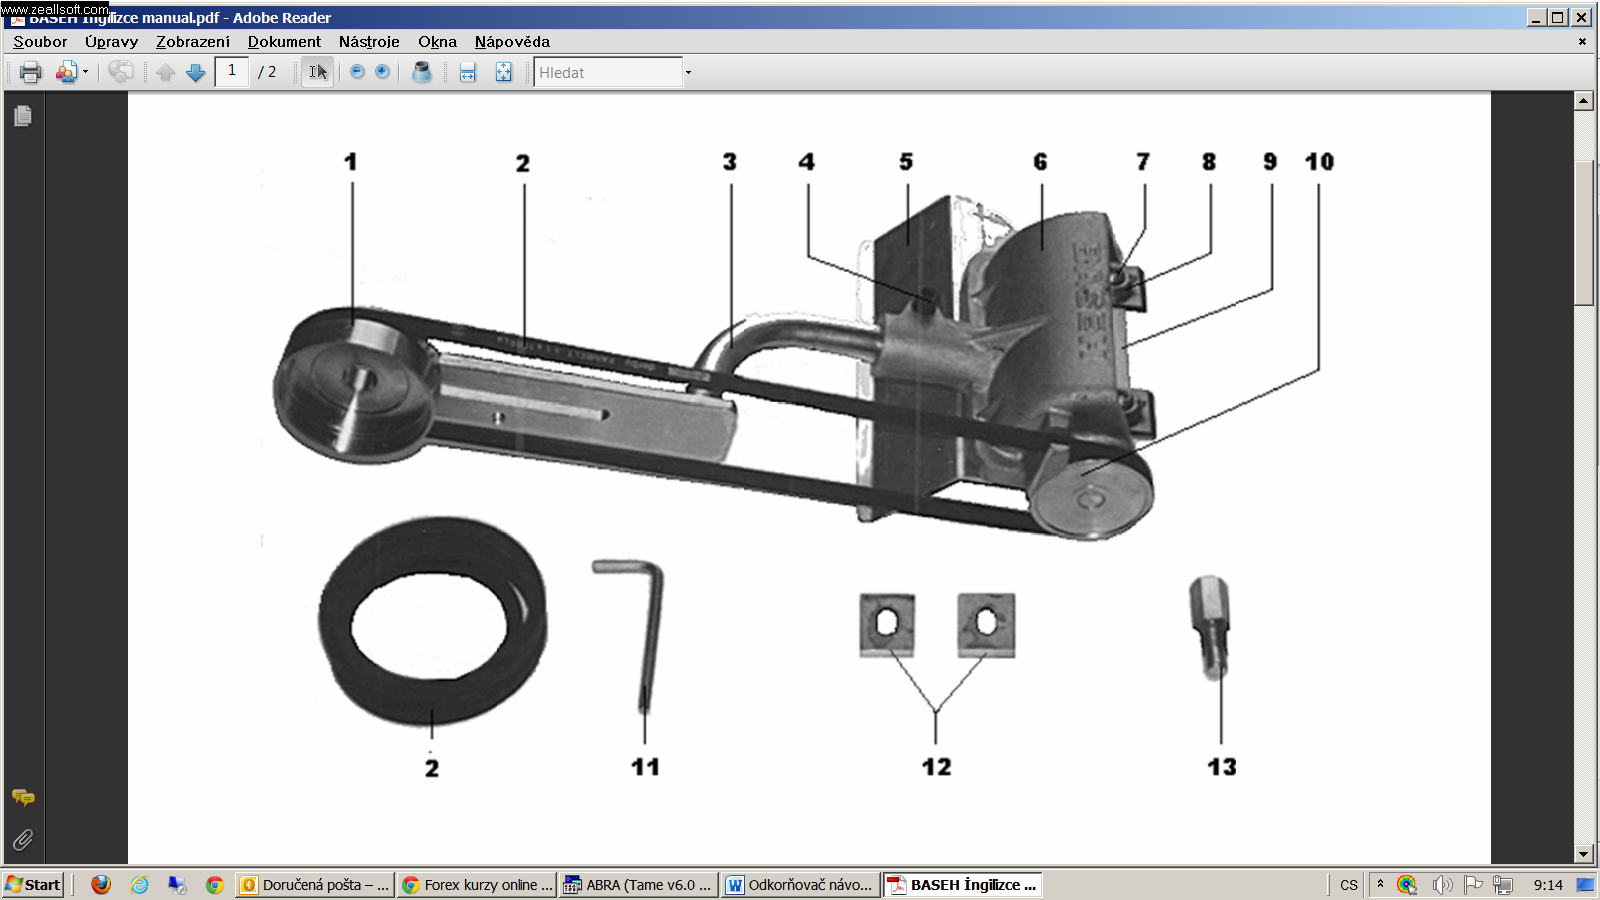 www.zeallsoft.com
BASEH İngilizce manual.pdf - Adobe Reader
Soubor Úpravy Zobrazení Dokument Nástroje Okna Nápověda
1 / 2 Hledat
1 2 3 4 5 6 7 8 9 10
BASEH
2 11 12 13
Start Doručená pošta – ... Forex kurzy online ... ABRA (Tame v6.0 ... Odkorňovač návo... BASEH İngilizce ... CS 9:14